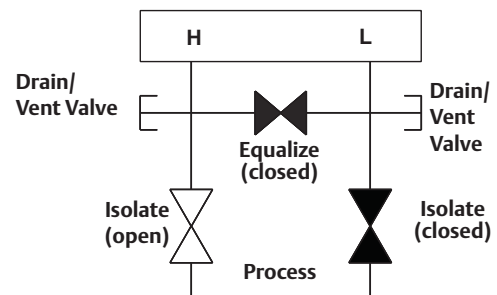 H
L
Drain/
Vent Valve
Drain/
Vent
Valve
Equalize
(closed)
Isolate
(open)
Isolate
(closed)
Process